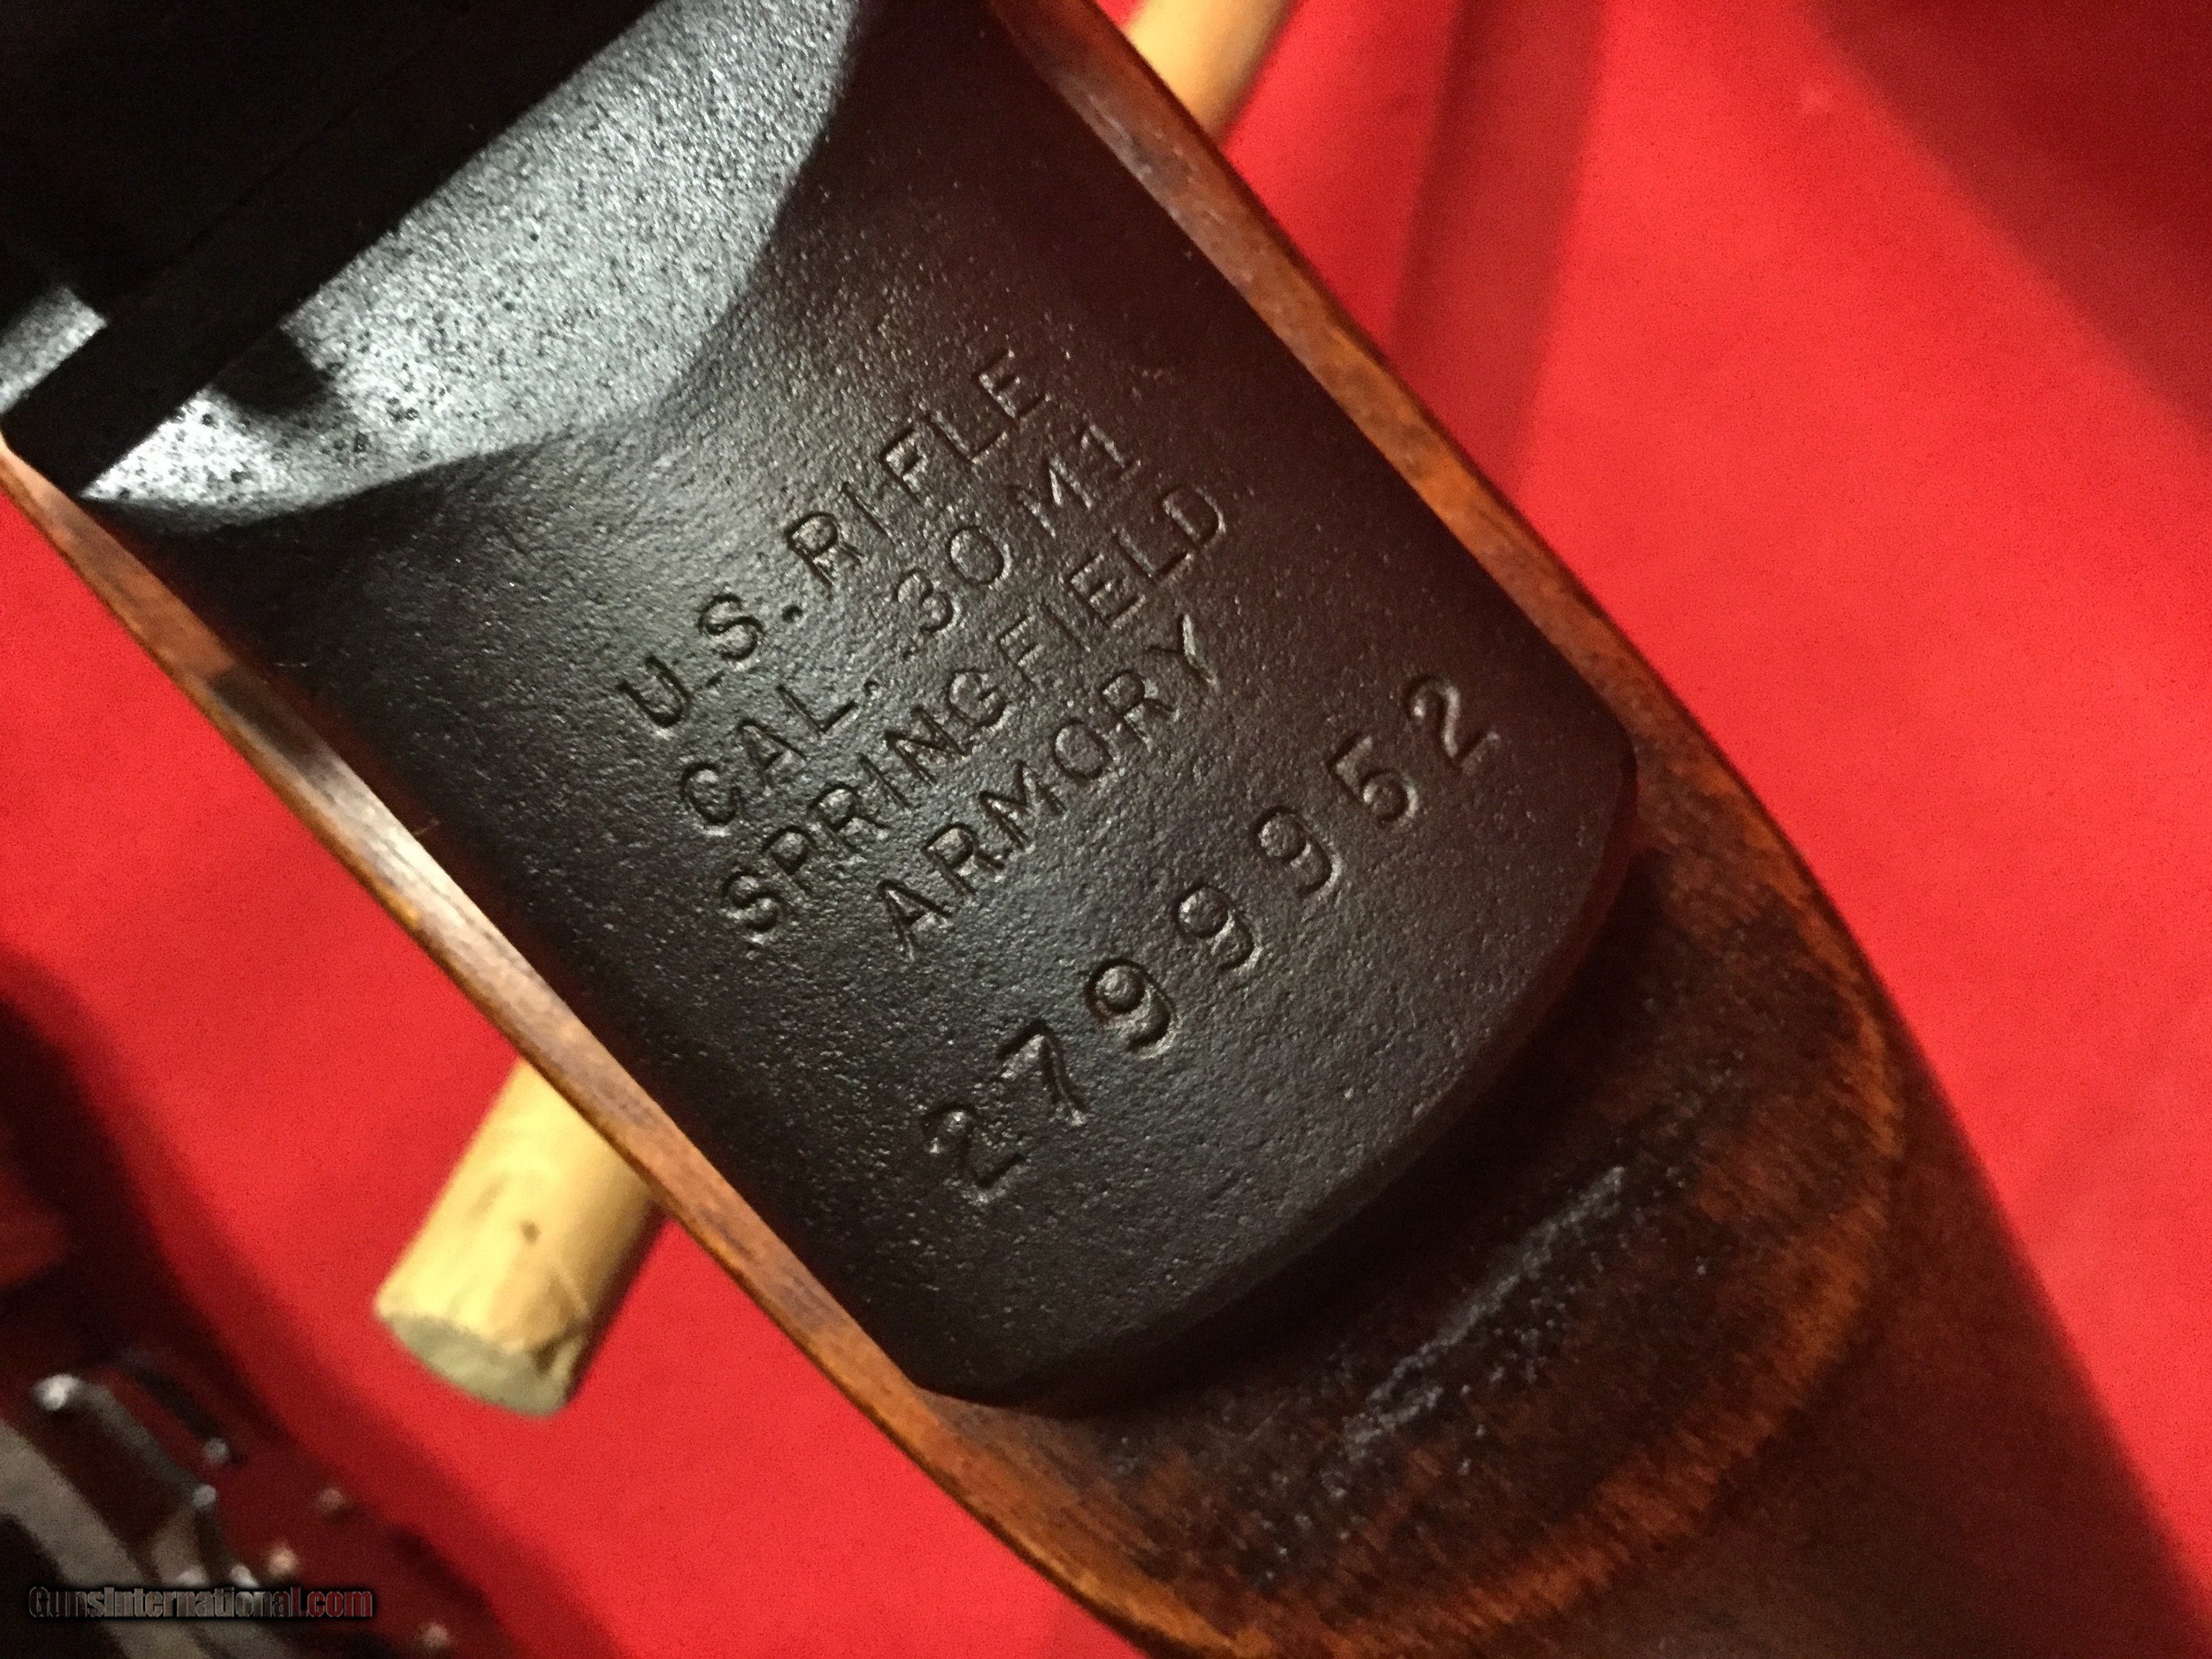 U.S. RIFLE
CAL. .30 M1
SPRINGFIELD
ARMORY
2799952
GunsInternational.com